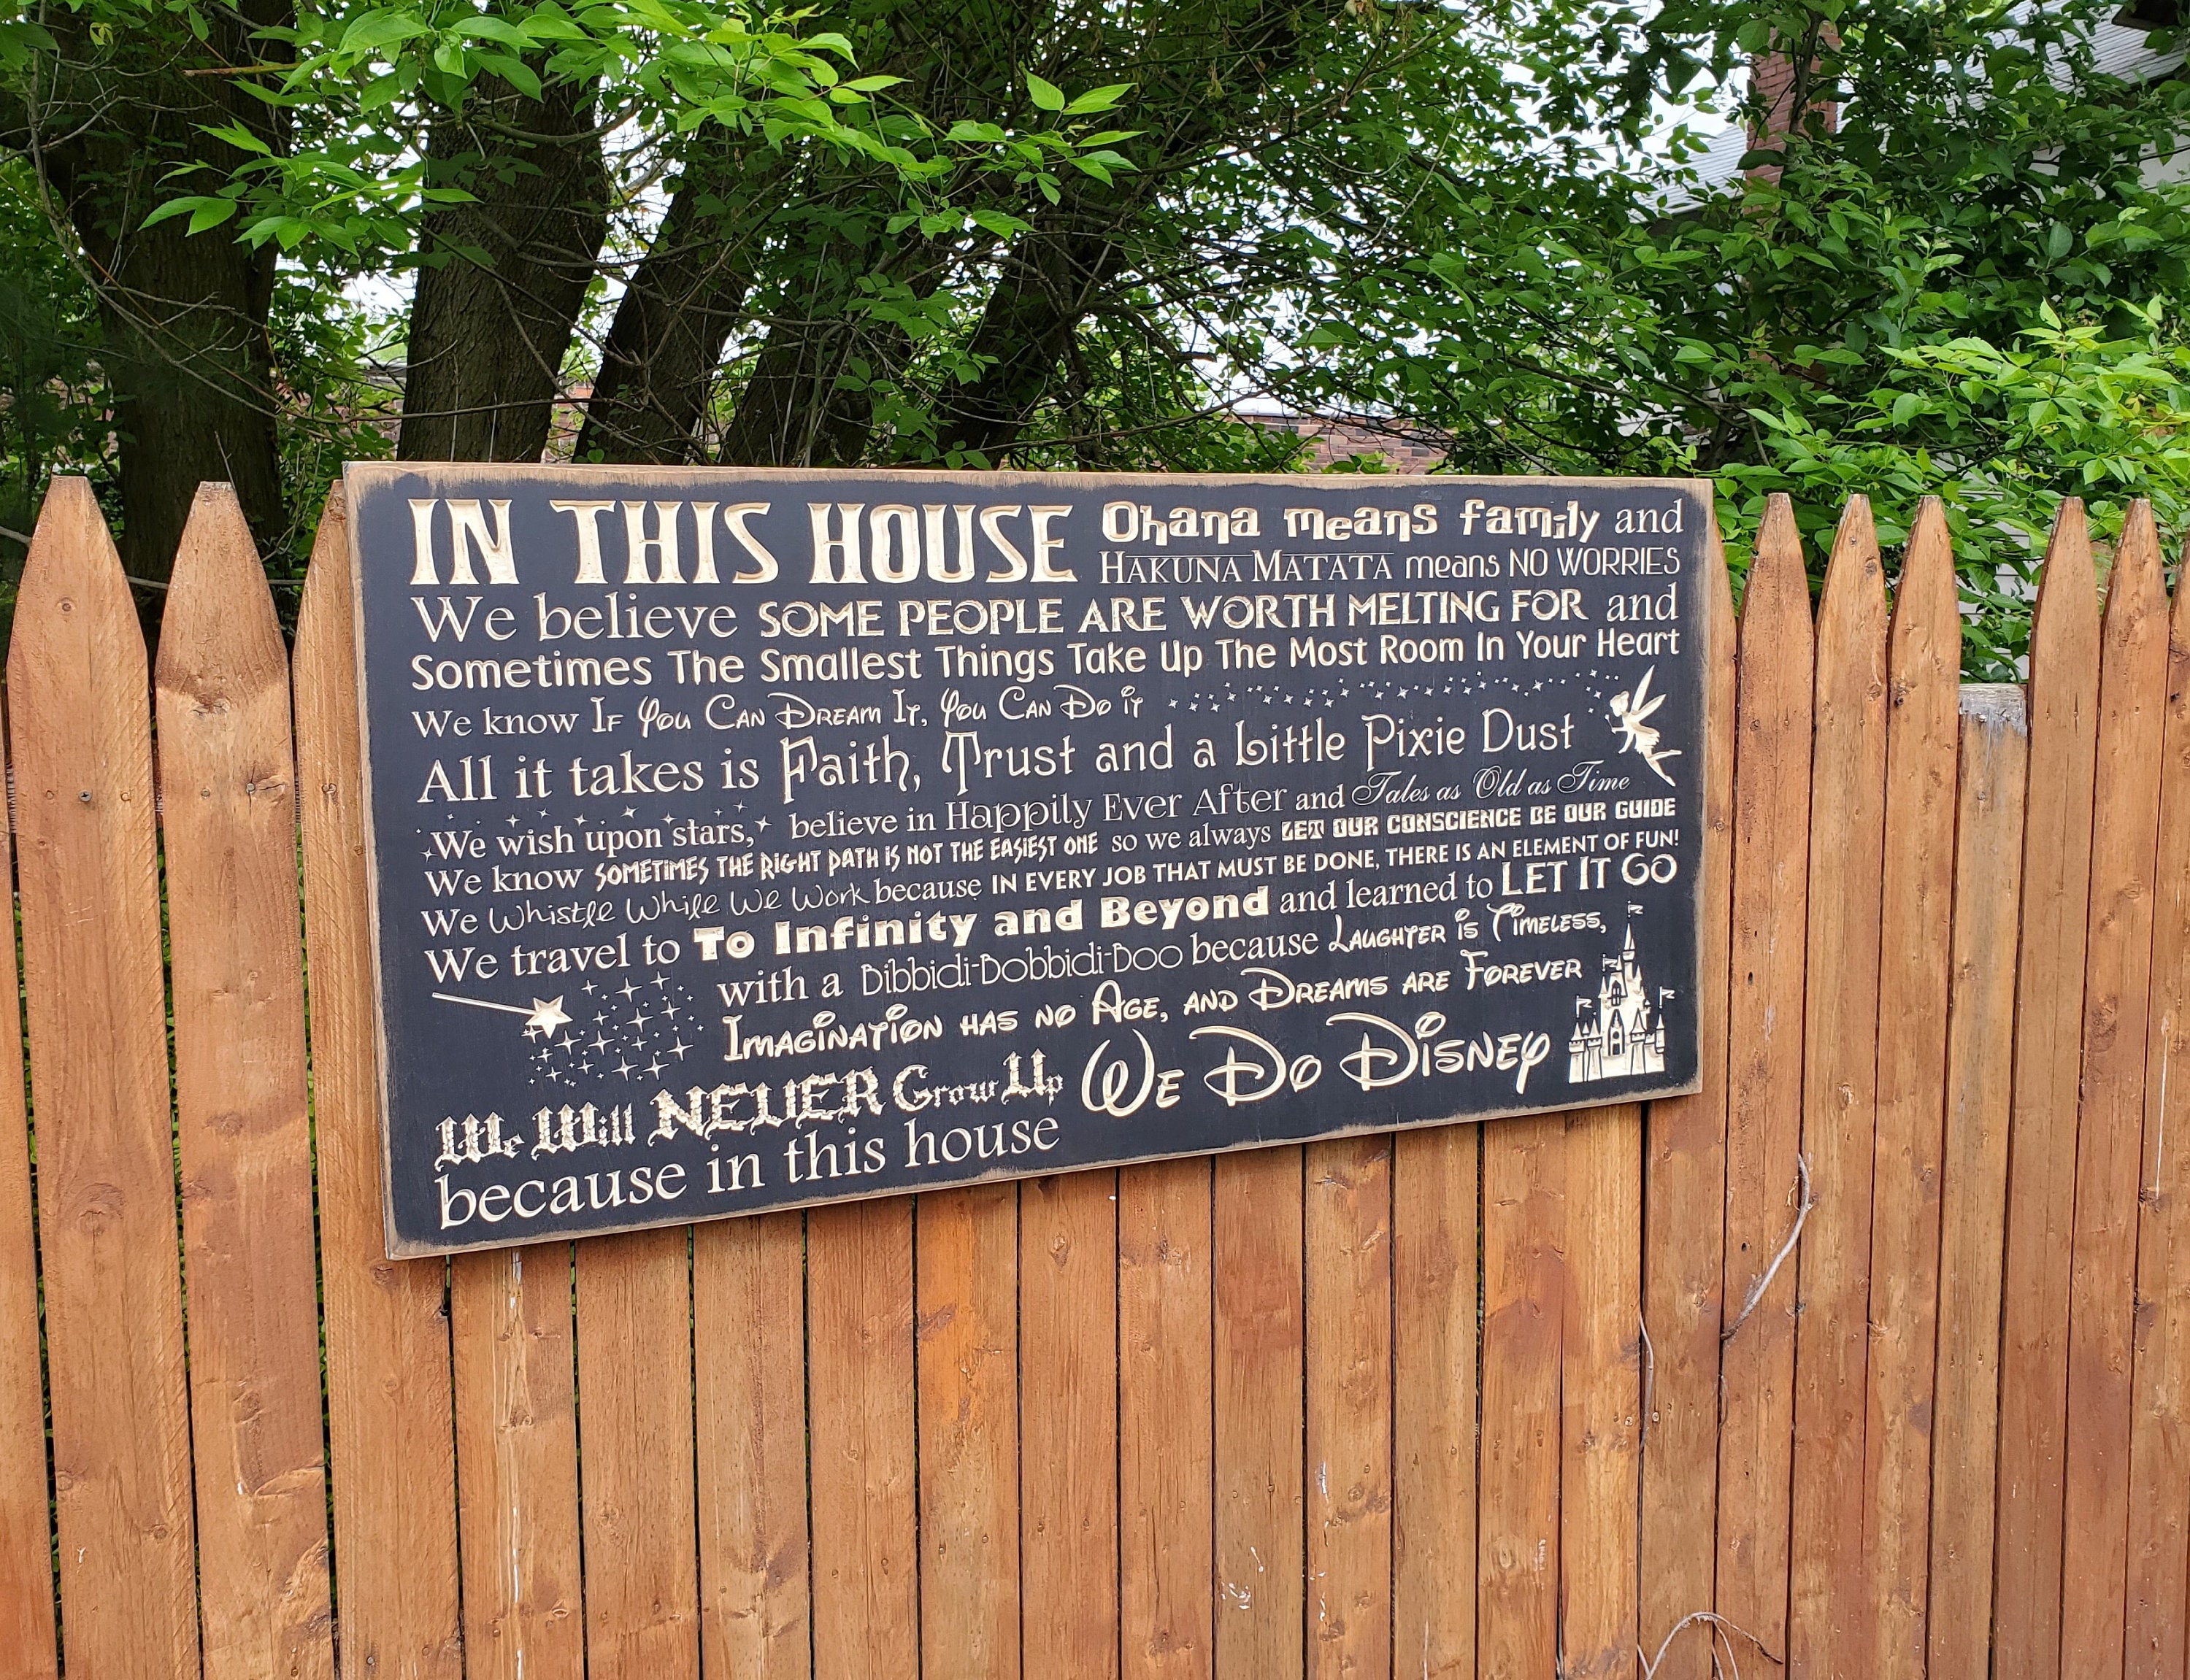 IN THIS HOUSE Ohana means family and
HAKUNA MATATA means NO WORRIES
We believe SOME PEOPLE ARE WORTH MELTING FOR and
Sometimes The Smallest Things Take Up The Most Room In Your Heart
We know IF YOU CAN DREAM IT, YOU CAN DO iT
All it takes is Faith, Trust and a Little Pixie Dust
We wish upon stars, believe in Happily Ever After and Tales as Old as Time
We know SOMETIMES THE RIGHT PATH IS NOT THE EASIEST ONE so we always LET OUR CONSCIENCE BE OUR GUIDE
We Whistle While We Work because IN EVERY JOB THAT MUST BE DONE, THERE IS AN ELEMENT OF FUN!
We travel to To Infinity and Beyond and learned to LET IT GO
with a Bibbidi-Bobbidi-Boo because LAUGHTER iS TIMELESS,
IMAGINATION HAS NO AGE, AND DREAMS ARE FOREVER
We Will NEVER Grow Up
because in this house WE DO DISNEY